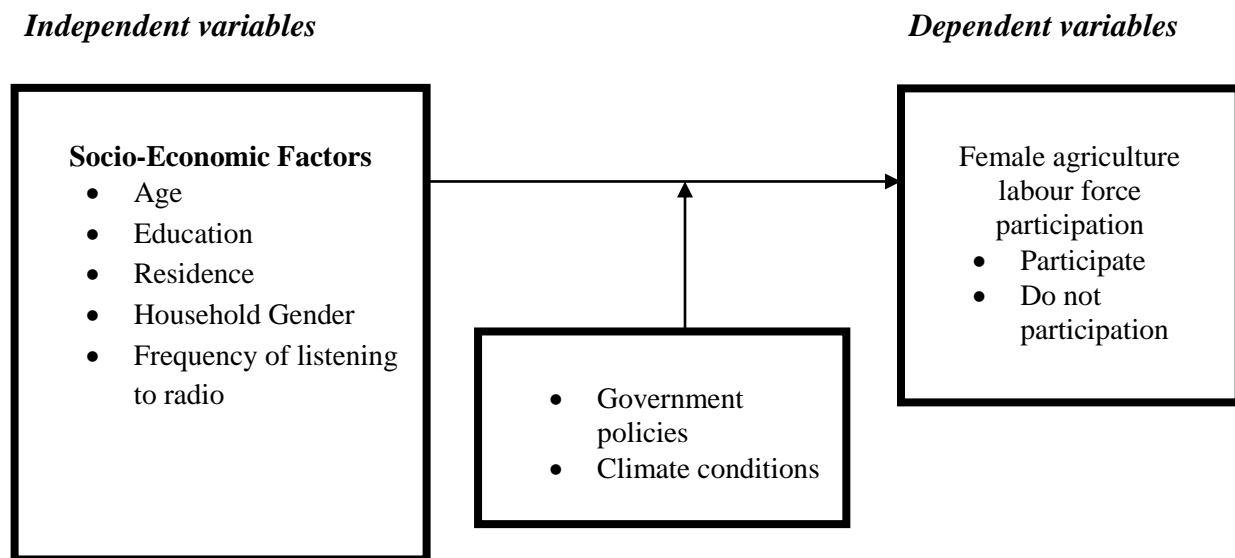 Independent variables
Dependent variables
Socio-Economic Factors
• Age
• Education
• Residence
• Household Gender
• Frequency of listening
to radio
• Government
policies
• Climate conditions
Female agriculture
labour force
participation
• Participate
• Do not
participation